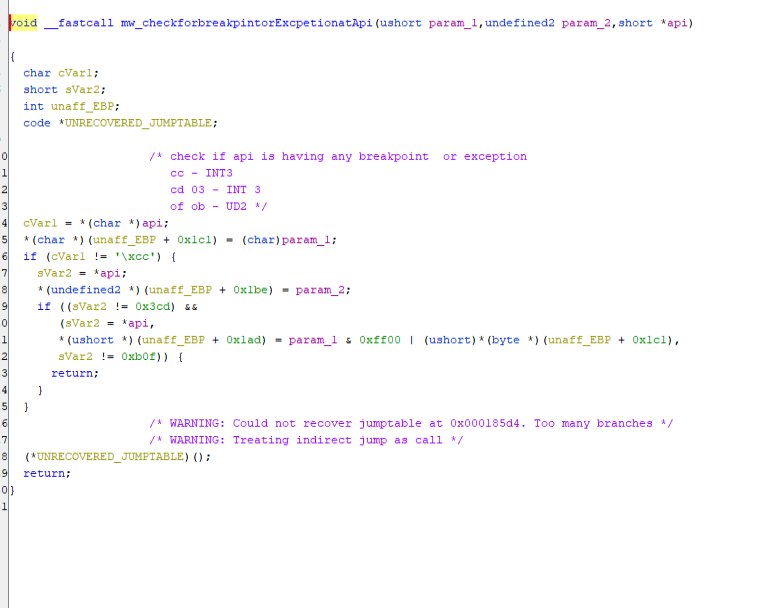 void __fastcall mw_checkforbreakpintorExcpetionatApi(ushort param_1,undefined2 param_2,short *api)
{
char cVar1;
short sVar2;
int unaff_EBP;
code *UNRECOVERED_JUMPTABLE;
0 /* check if api is having any breakpoint  or exception
1 cc - INT3
2 cd 03 - INT 3
3 of ob - UD2 */
4 cVar1 = *(char *)api;
5 *(char *)(unaff_EBP + 0x1c1) = (char)param_1;
6 if (cVar1 != '\xcc') {
7 sVar2 = *api;
8 *(undefined2 *)(unaff_EBP + 0x1be) = param_2;
9 if ((sVar2 != 0x3cd) &&
0 (sVar2 = *api,
1 *(ushort *)(unaff_EBP + 0x1ad) = param_1 & 0xff00 | (ushort)*(byte *)(unaff_EBP + 0x1c1),
2 sVar2 != 0xb0f)) {
3 return;
4 }
5 }
6 /* WARNING: Could not recover jumptable at 0x000185d4. Too many branches */
7 /* WARNING: Treating indirect jump as call */
8 (*UNRECOVERED_JUMPTABLE)();
9 return;
0 }
1